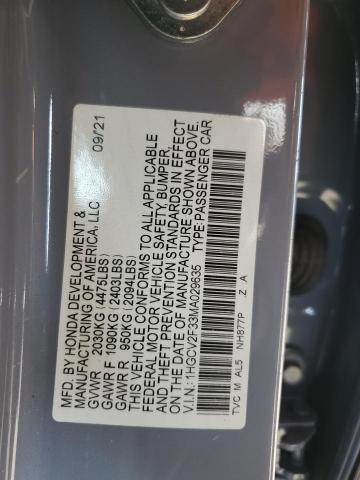 MFD. BY HONDA DEVELOPMENT &
MANUFACTURING OF AMERICA, LLC 09/21
GVWR 2030KG (4475LBS)
GAWR F 1090KG (2403LBS)
GAWR R 950KG (2094LBS)
THIS VEHICLE CONFORMS TO ALL APPLICABLE
FEDERAL MOTOR VEHICLE SAFETY, BUMPER,
AND THEFT PREVENTION STANDARDS IN EFFECT
ON THE DATE OF MANUFACTURE SHOWN ABOVE.
V.I.N.: 1HGCV2F33MA029635 TYPE:PASSENGER CAR
TVC M AL5 NH877P Z A